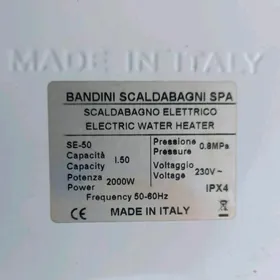 MADE IN ITALY
BANDINI SCALDABAGNI SPA
SCALDABAGNO ELETTRICO
ELECTRIC WATER HEATER
SE-50
Capacità
Capacity l.50
Potenza
Power 2000W
Pressione
Pressure 0.8MPa
Voltaggio
Voltage 230V~
IPX4
Frequency 50-60Hz
CE MADE IN ITALY